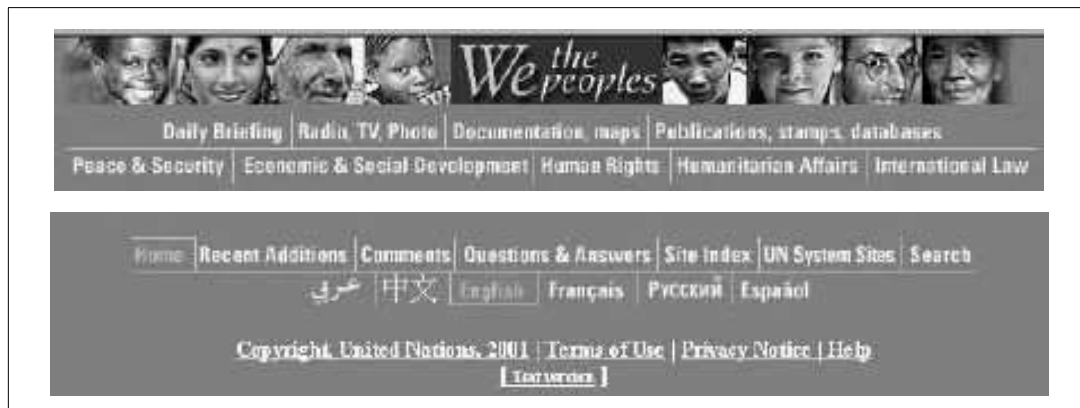 We the peoples
Daily Briefing | Radio, TV, Photo | Documentation, maps | Publications, stamps, databases
Peace & Security | Economic & Social Development | Human Rights | Humanitarian Affairs | International Law
Home | Recent Additions | Comments | Questions & Answers | Site Index | UN System Sites | Search
عربي | 中文 | English | Français | Русский | Español
Copyright, United Nations, 2001 | Terms of Use | Privacy Notice | Help
[ Text version ]